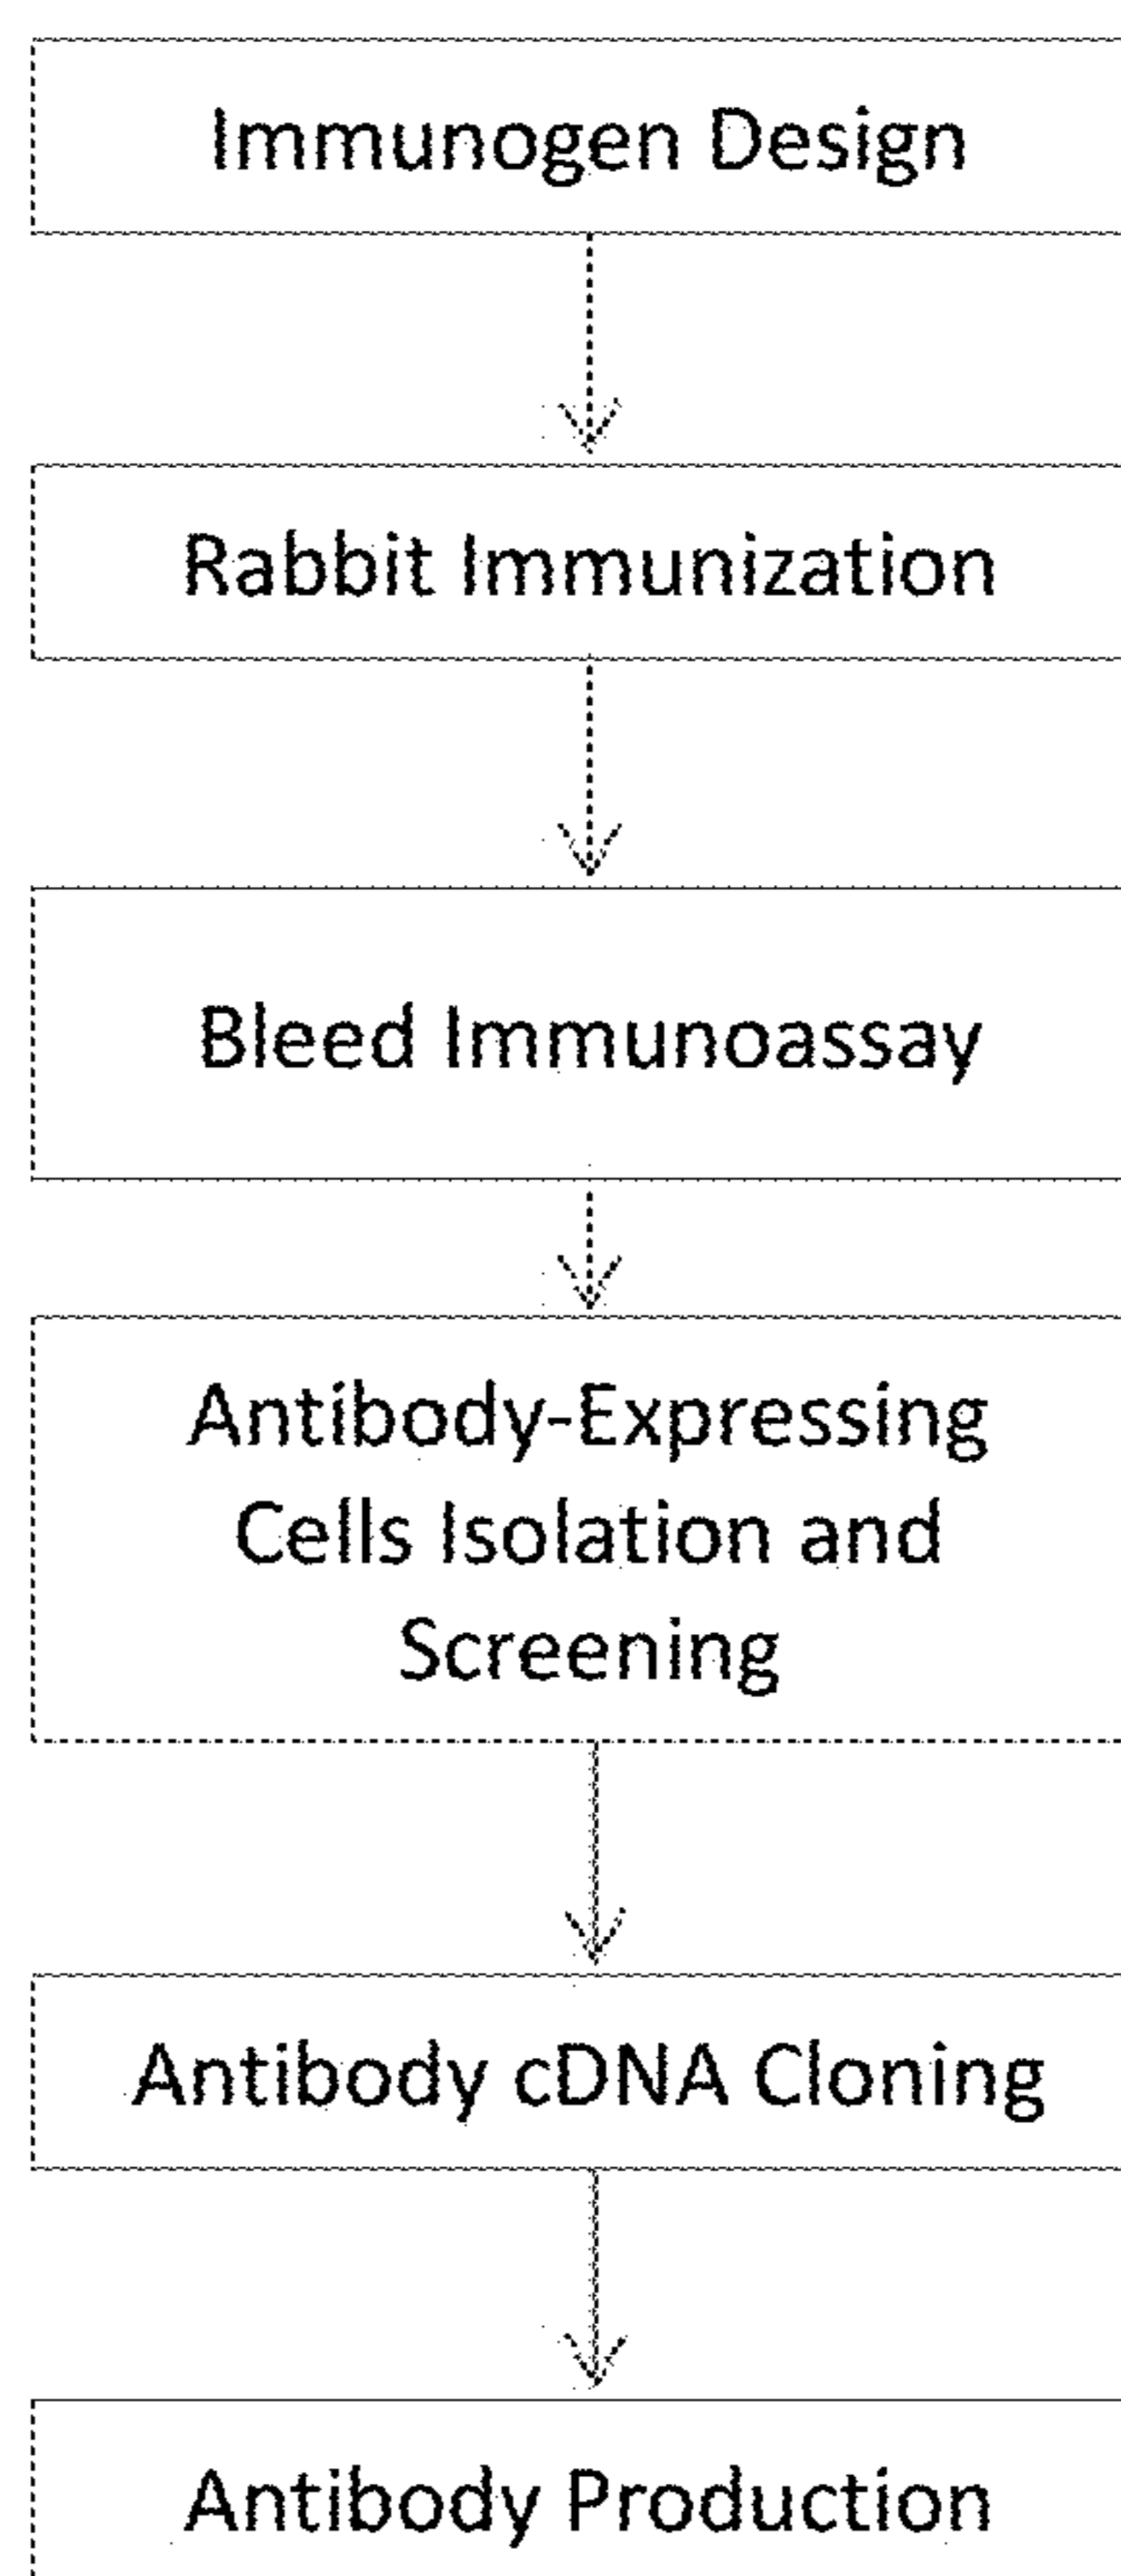 Immunogen Design
Rabbit Immunization
Bleed Immunoassay
Antibody-Expressing
Cells Isolation and
Screening
Antibody cDNA Cloning
Antibody Production